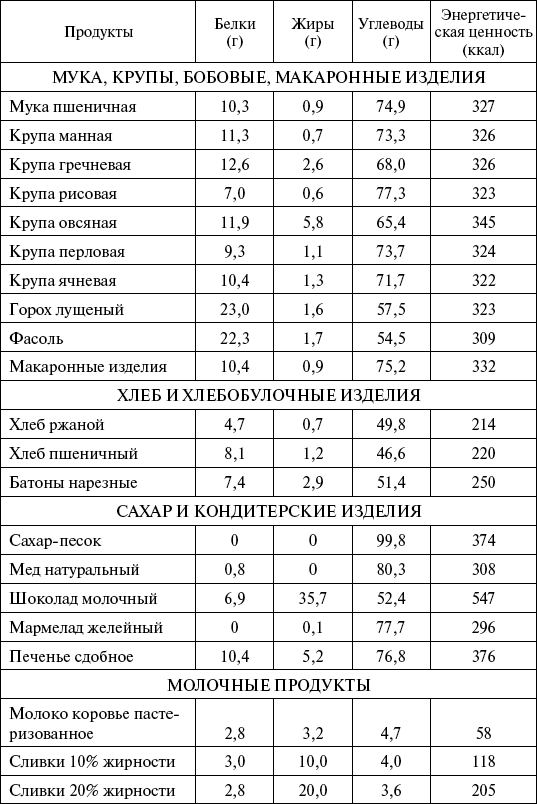 Продукты Белки (г) Жиры (г) Углеводы (г) Энергетиче-ская ценность (ккал)
МУКА, КРУПЫ, БОБОВЫЕ, МАКАРОННЫЕ ИЗДЕЛИЯ
Мука пшеничная 10,3 0,9 74,9 327
Крупа манная 11,3 0,7 73,3 326
Крупа гречневая 12,6 2,6 68,0 326
Крупа рисовая 7,0 0,6 77,3 323
Крупа овсяная 11,9 5,8 65,4 345
Крупа перловая 9,3 1,1 73,7 324
Крупа ячневая 10,4 1,3 71,7 322
Горох лущеный 23,0 1,6 57,5 323
Фасоль 22,3 1,7 54,5 309
Макаронные изделия 10,4 0,9 75,2 332
ХЛЕБ И ХЛЕБОБУЛОЧНЫЕ ИЗДЕЛИЯ
Хлеб ржаной 4,7 0,7 49,8 214
Хлеб пшеничный 8,1 1,2 46,6 220
Батоны нарезные 7,4 2,9 51,4 250
САХАР И КОНДИТЕРСКИЕ ИЗДЕЛИЯ
Сахар-песок 0 0 99,8 374
Мед натуральный 0,8 0 80,3 308
Шоколад молочный 6,9 35,7 52,4 547
Мармелад желейный 0 0,1 77,7 296
Печенье сдобное 10,4 5,2 76,8 376
МОЛОЧНЫЕ ПРОДУКТЫ
Молоко коровье пасте-
ризованное 2,8 3,2 4,7 58
Сливки 10% жирности 3,0 10,0 4,0 118
Сливки 20% жирности 2,8 20,0 3,6 205